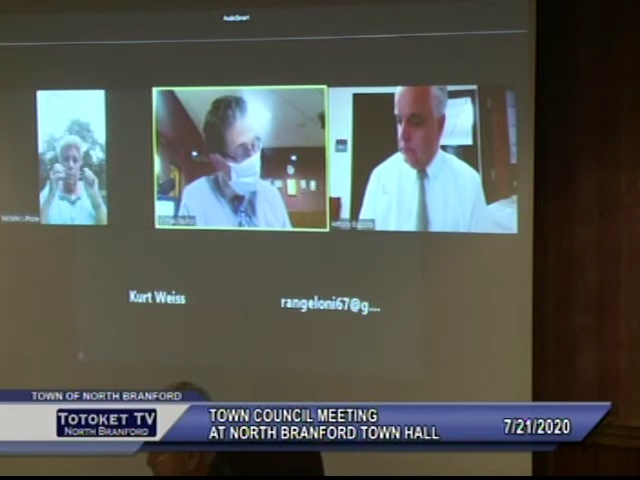 AudioSmart
Kurt Weiss
rangeloni67@g...
TOWN OF NORTH BRANFORD
TOTOKET TV
NORTH BRANFORD
TOWN COUNCIL MEETING
AT NORTH BRANFORD TOWN HALL
7/21/2020